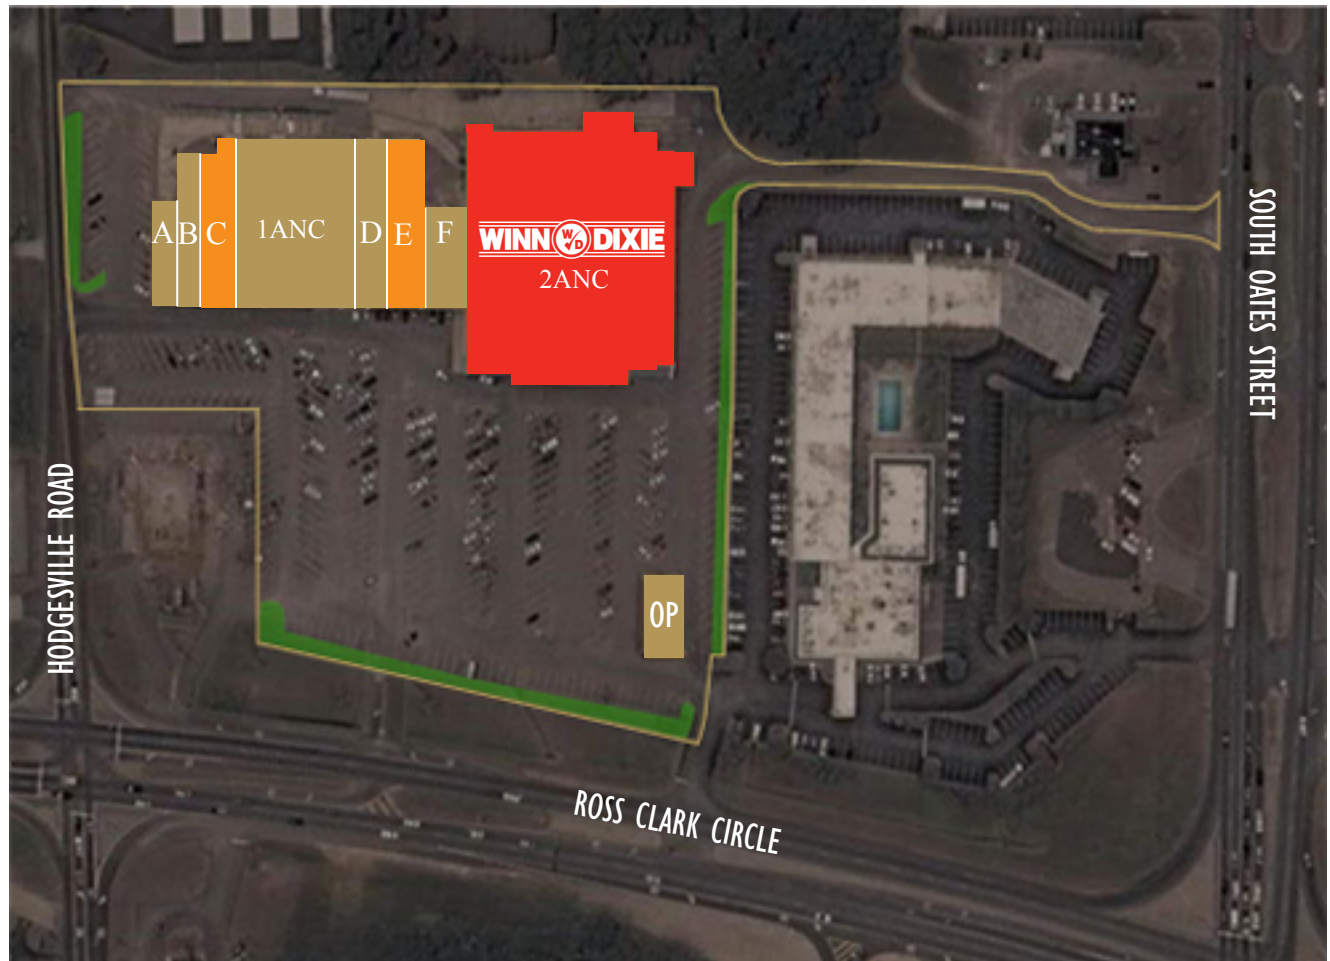 A B C 1ANC D E F
WINN W D DIXIE
2ANC
SOUTH OATES STREET
HODGESVILLE ROAD
OP
ROSS CLARK CIRCLE